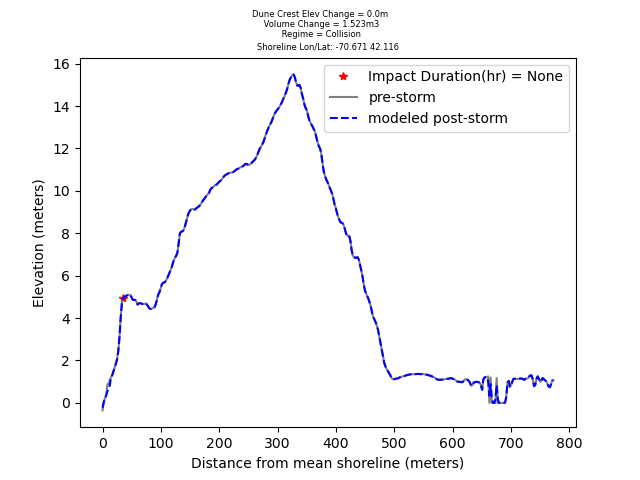 Dune Crest Elev Change = 0.0m
Volume Change = 1.523m3
Regime = Collision
Shoreline Lon/Lat: -70.671 42.116
Impact Duration(hr) = None
pre-storm
modeled post-storm
Elevation (meters)
16
14
12
10
8
6
4
2
0
0 100 200 300 400 500 600 700 800
Distance from mean shoreline (meters)